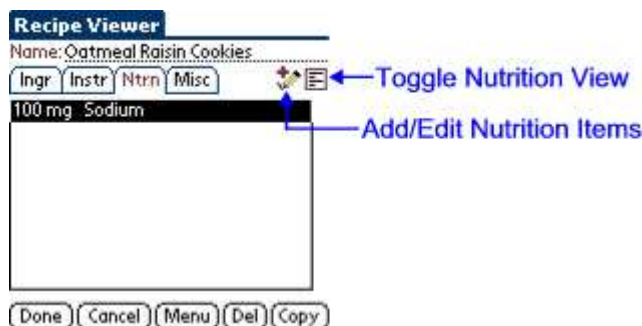 Recipe Viewer
Name: Oatmeal Raisin Cookies
Ingr Instr Ntrn Misc
Toggle Nutrition View
Add/Edit Nutrition Items
100 mg Sodium
Done Cancel Menu Del Copy